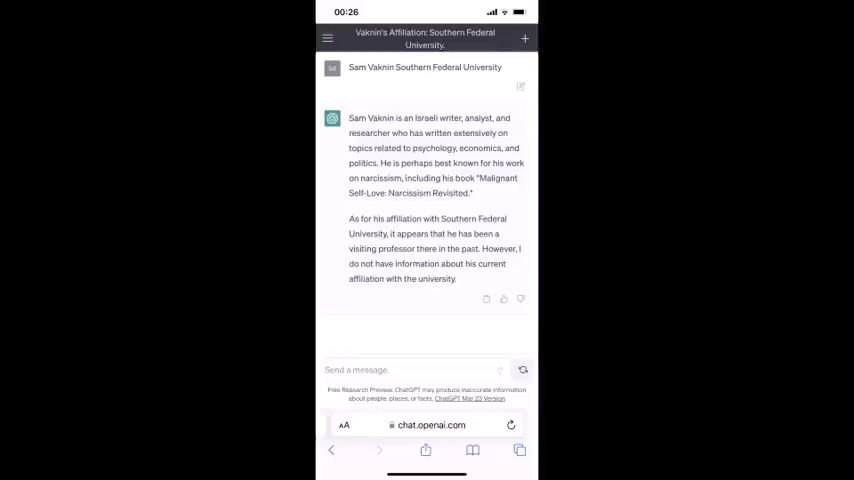 00:26
Vaknin's Affiliation: Southern Federal
University.
SA
Sam Vaknin Southern Federal University
Sam Vaknin is an Israeli writer, analyst, and
researcher who has written extensively on
topics related to psychology, economics, and
politics. He is perhaps best known for his work
on narcissism, including his book "Malignant
Self-Love: Narcissism Revisited."
As for his affiliation with Southern Federal
University, it appears that he has been a
visiting professor there in the past. However, I
do not have information about his current
affiliation with the university.
Send a message.
Free Research Preview. ChatGPT may produce inaccurate information
about people, places, or facts. ChatGPT Mar 23 Version
AA chat.openai.com